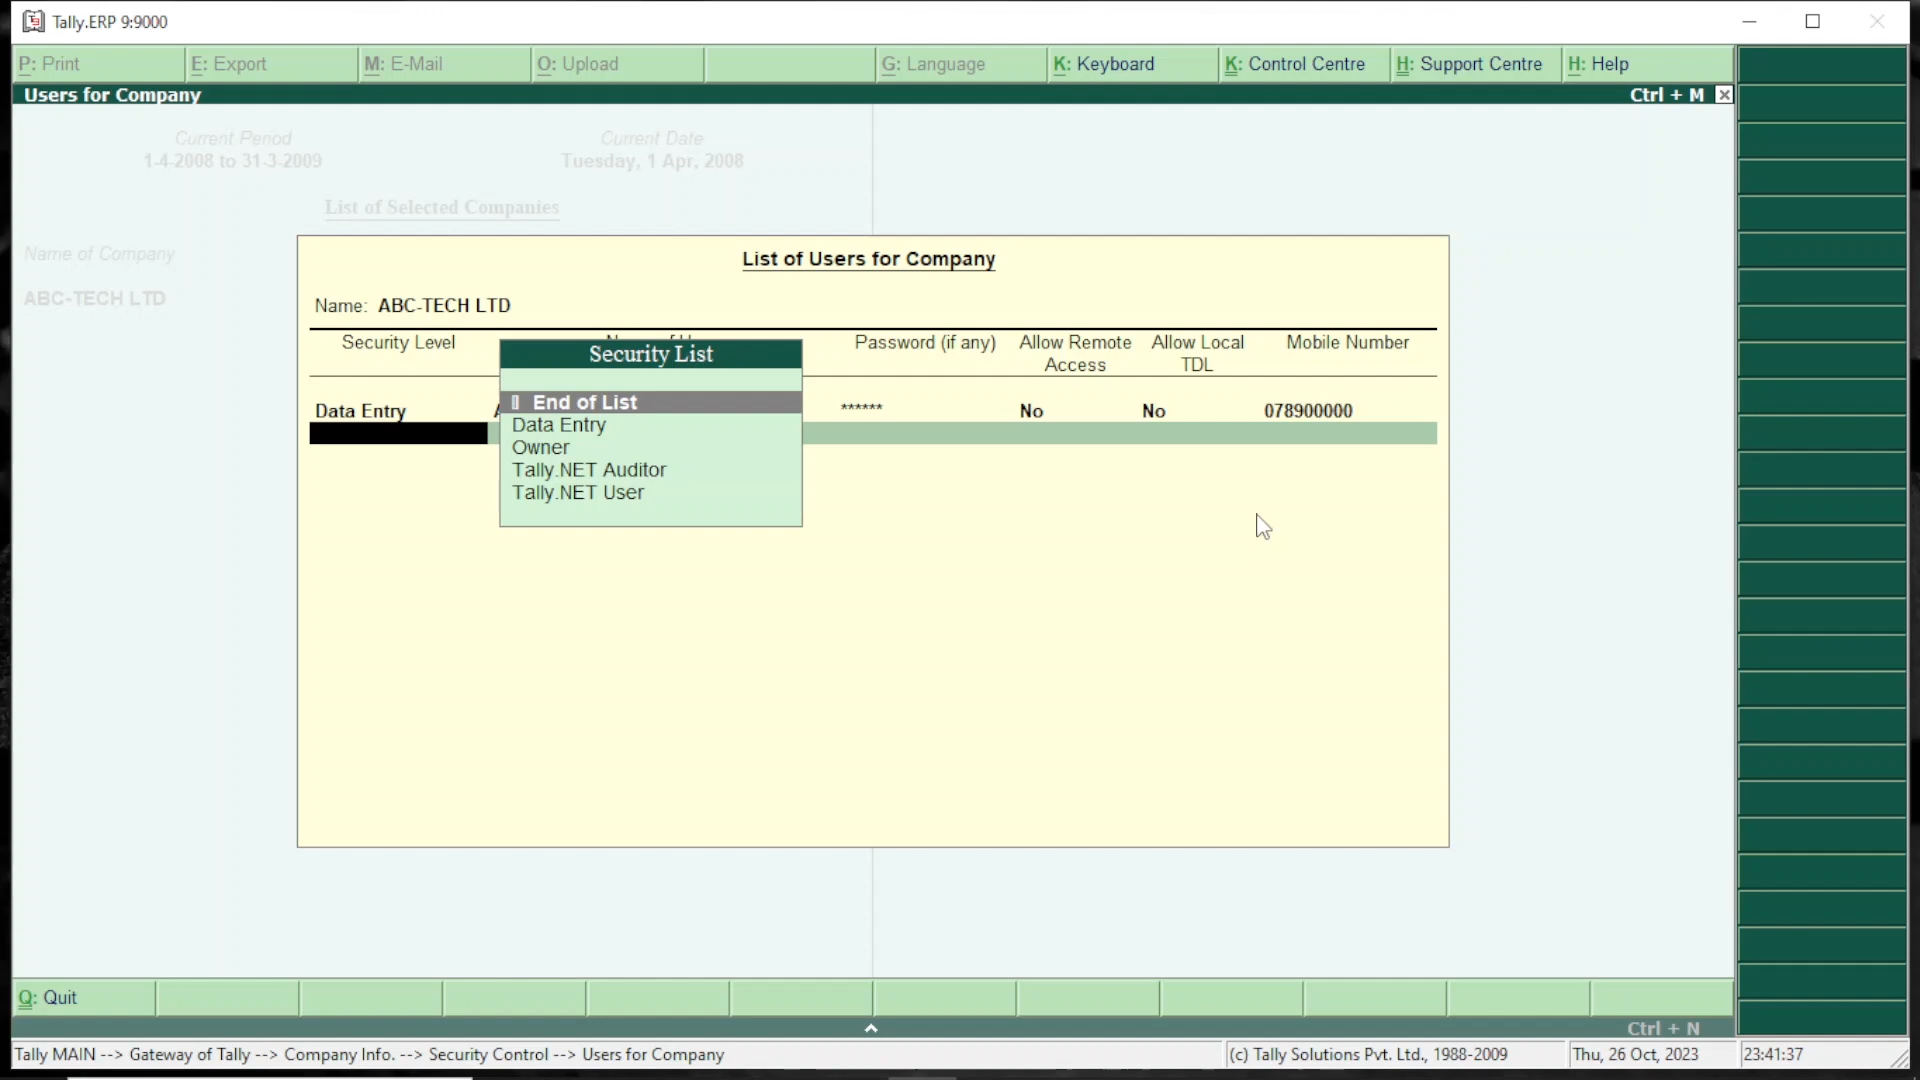 Tally.ERP 9:9000
P: Print E: Export M: E-Mail O: Upload G: Language K: Keyboard K: Control Centre H: Support Centre H: Help
Users for Company Ctrl + M
Current Period Current Date
1-4-2008 to 31-3-2009 Tuesday, 1 Apr, 2008
List of Selected Companies
Name of Company
ABC-TECH LTD
List of Users for Company
Name: ABC-TECH LTD
Security Level Password (if any) Allow Remote Access Allow Local TDL Mobile Number
Security List
End of List
Data Entry
Owner
Tally.NET Auditor
Tally.NET User
Data Entry ****** No No 078900000
Q: Quit
Ctrl + N
Tally MAIN --> Gateway of Tally --> Company Info. --> Security Control --> Users for Company (c) Tally Solutions Pvt. Ltd., 1988-2009 Thu, 26 Oct, 2023 23:41:37